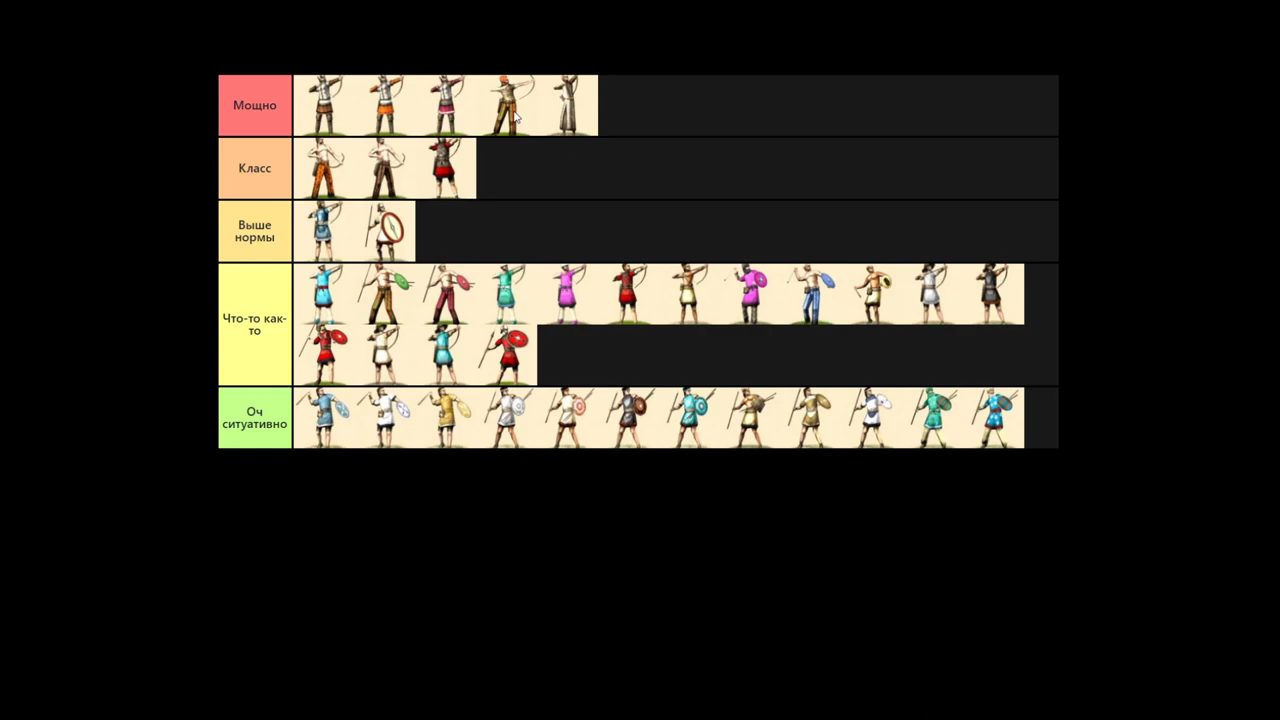 Мощно
Класс
Выше
нормы
Что-то как-
то
Оч
ситуативно